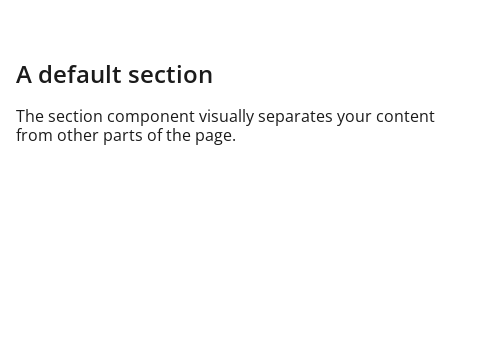 A default section
The section component visually separates your content
from other parts of the page.